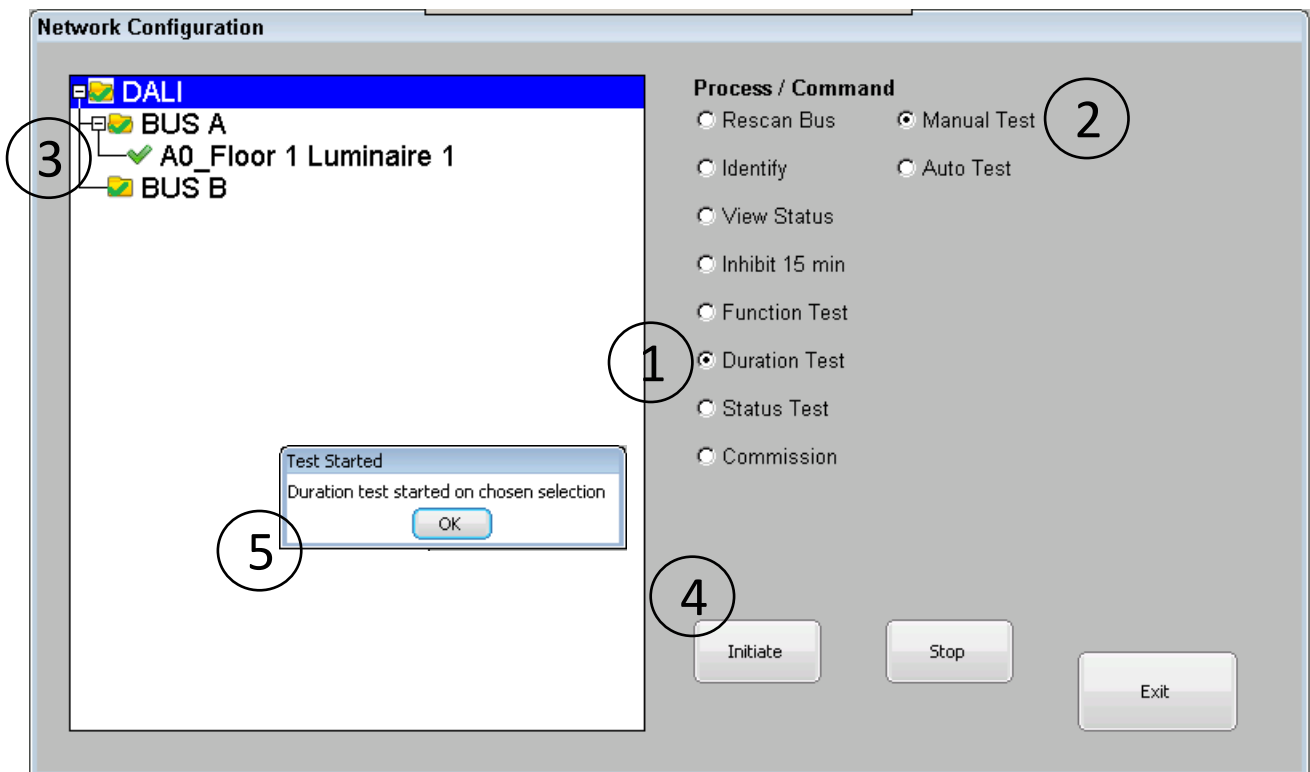 Network Configuration
DALI
BUS A
A0_Floor 1 Luminaire 1
BUS B
3
Process / Command
Rescan Bus
Manual Test
2
Identify
Auto Test
View Status
Inhibit 15 min
Function Test
1
Duration Test
Status Test
Commission
Test Started
Duration test started on chosen selection
OK
5
4
Initiate
Stop
Exit